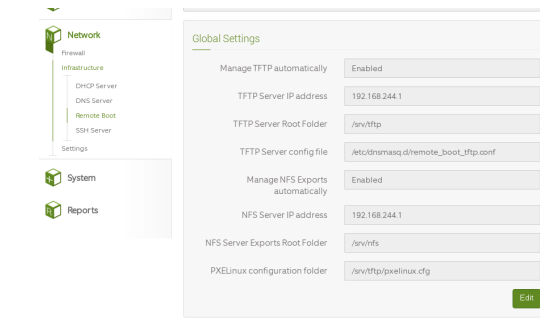 Network
Firewall
Infrastructure
DHCP Server
DNS Server
Remote Boot
SSH Server
Settings
System
Reports
Global Settings
Manage TFTP automatically
Enabled
TFTP Server IP address
192.168.244.1
TFTP Server Root Folder
/srv/tftp
TFTP Server config file
/etc/dnsmasq.d/remote_boot_tftp.conf
Manage NFS Exports
automatically
Enabled
NFS Server IP address
192.168.244.1
NFS Server Exports Root Folder
/srv/nfs
PXELinux configuration folder
/srv/tftp/pxelinux.cfg
Edit